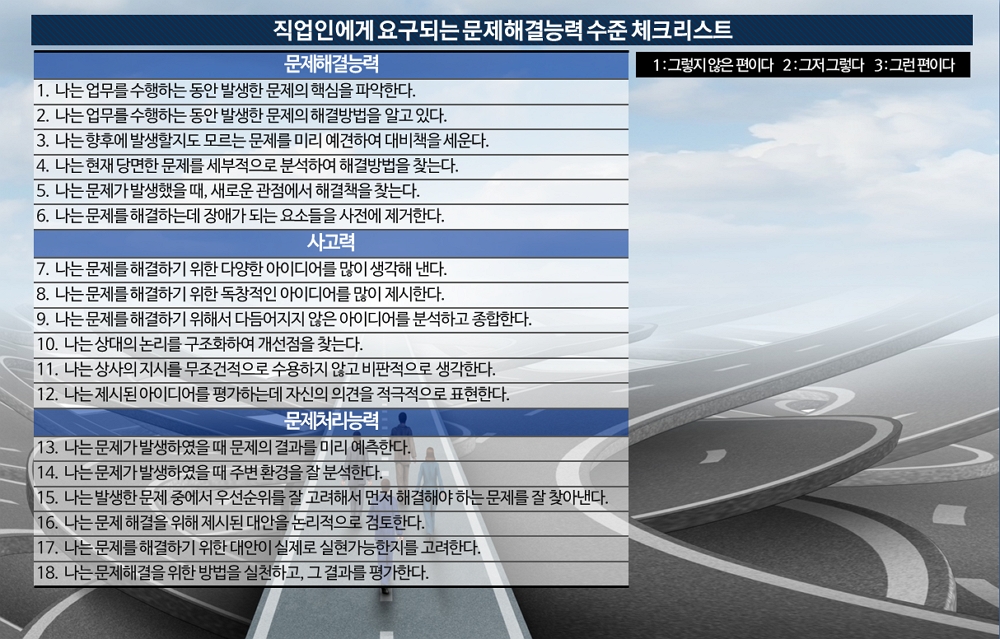 직업인에게 요구되는 문제해결능력 수준 체크리스트
1 : 그렇지 않은 편이다 2 : 그저 그렇다 3 : 그런 편이다
문제해결능력
1. 나는 업무를 수행하는 동안 발생한 문제의 핵심을 파악한다.
2. 나는 업무를 수행하는 동안 발생한 문제의 해결방법을 알고 있다.
3. 나는 향후에 발생할지도 모르는 문제를 미리 예견하여 대비책을 세운다.
4. 나는 현재 당면한 문제를 세부적으로 분석하여 해결방법을 찾는다.
5. 나는 문제가 발생했을 때, 새로운 관점에서 해결책을 찾는다.
6. 나는 문제를 해결하는데 장애가 되는 요소들을 사전에 제거한다.
사고력
7. 나는 문제를 해결하기 위한 다양한 아이디어를 많이 생각해 낸다.
8. 나는 문제를 해결하기 위한 독창적인 아이디어를 많이 제시한다.
9. 나는 문제를 해결하기 위해서 다듬어지지 않은 아이디어를 분석하고 종합한다.
10. 나는 상대의 논리를 구조화하여 개선점을 찾는다.
11. 나는 상사의 지시를 무조건적으로 수용하지 않고 비판적으로 생각한다.
12. 나는 제시된 아이디어를 평가하는데 자신의 의견을 적극적으로 표현한다.
문제처리능력
13. 나는 문제가 발생하였을 때 문제의 결과를 미리 예측한다.
14. 나는 문제가 발생하였을 때 주변 환경을 잘 분석한다.
15. 나는 발생한 문제 중에서 우선순위를 잘 고려해서 먼저 해결해야 하는 문제를 잘 찾아낸다.
16. 나는 문제 해결을 위해 제시된 대안을 논리적으로 검토한다.
17. 나는 문제를 해결하기 위한 대안이 실제로 실현가능한지를 고려한다.
18. 나는 문제해결을 위한 방법을 실천하고, 그 결과를 평가한다.